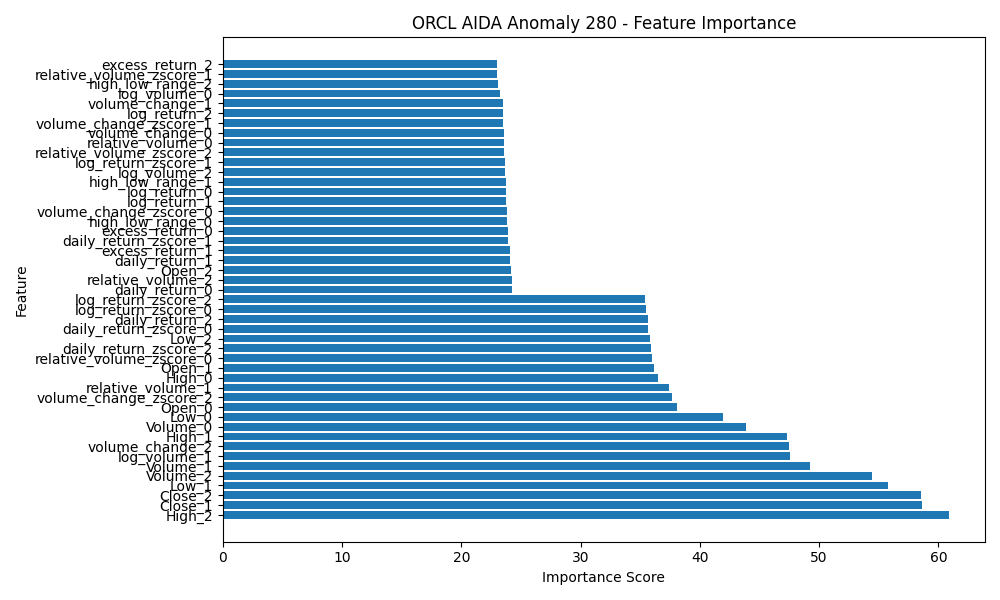 ORCL AIDA Anomaly 280 - Feature Importance
excess_return_2
relative_volume_zscore_1
high_low_range_2
log_volume_0
volume_change_1
log_return_2
volume_change_zscore_1
volume_change_0
relative_volume_0
relative_volume_zscore_2
log_return_zscore_1
log_volume_2
high_low_range_1
log_return_0
log_return_1
volume_change_zscore_0
high_low_range_0
excess_return_0
daily_return_zscore_1
excess_return_1
daily_return_1
Open_2
relative_volume_2
daily_return_0
log_return_zscore_2
log_return_zscore_0
daily_return_2
daily_return_zscore_0
Low_2
daily_return_zscore_2
relative_volume_zscore_0
Open_1
High_0
relative_volume_1
volume_change_zscore_2
Open_0
Low_0
Volume_0
High_1
volume_change_2
log_volume_1
Volume_1
Volume_2
Low_1
Close_2
Close_1
High_2
Feature
0 10 20 30 40 50 60
Importance Score